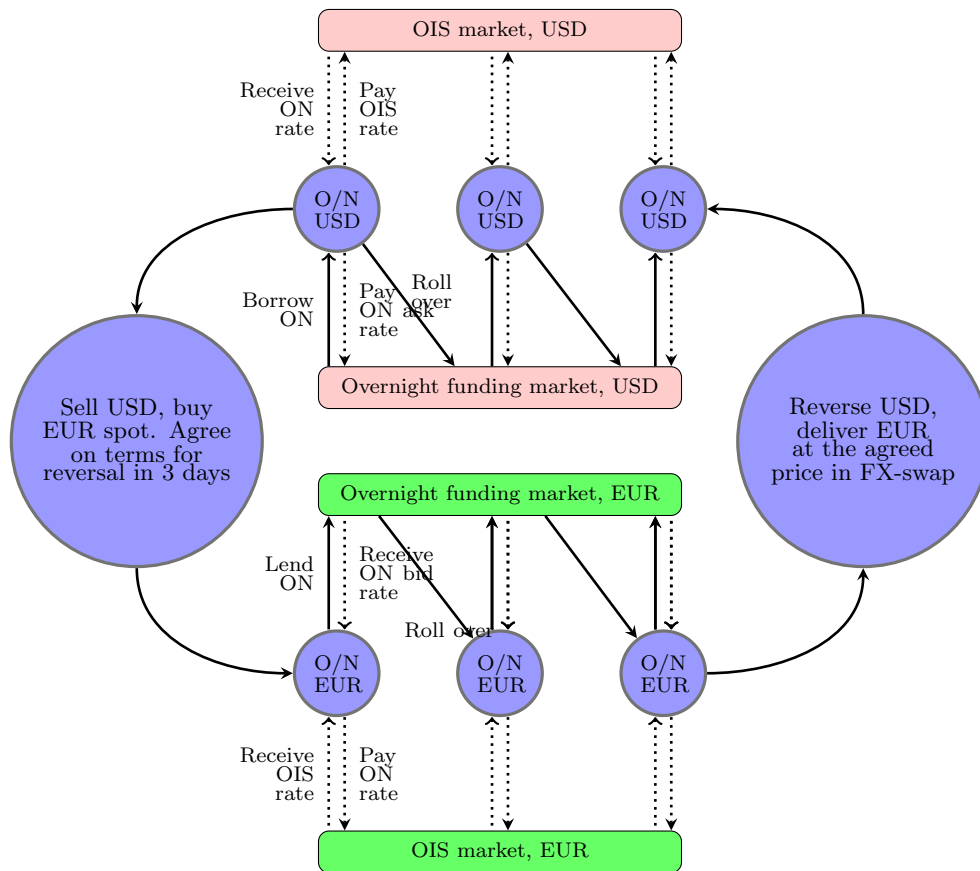 OIS market, USD
Receive
ON
rate
Pay
OIS
rate
O/N
USD
O/N
USD
O/N
USD
Borrow
ON
Pay
ON ask
rate
Roll
over
Overnight funding market, USD
Sell USD, buy
EUR spot. Agree
on terms for
reversal in 3 days
Reverse USD,
deliver EUR
at the agreed
price in FX-swap
Overnight funding market, EUR
Lend
ON
Receive
ON bid
rate
Roll over
O/N
EUR
O/N
EUR
O/N
EUR
Receive
OIS
rate
Pay
ON
rate
OIS market, EUR